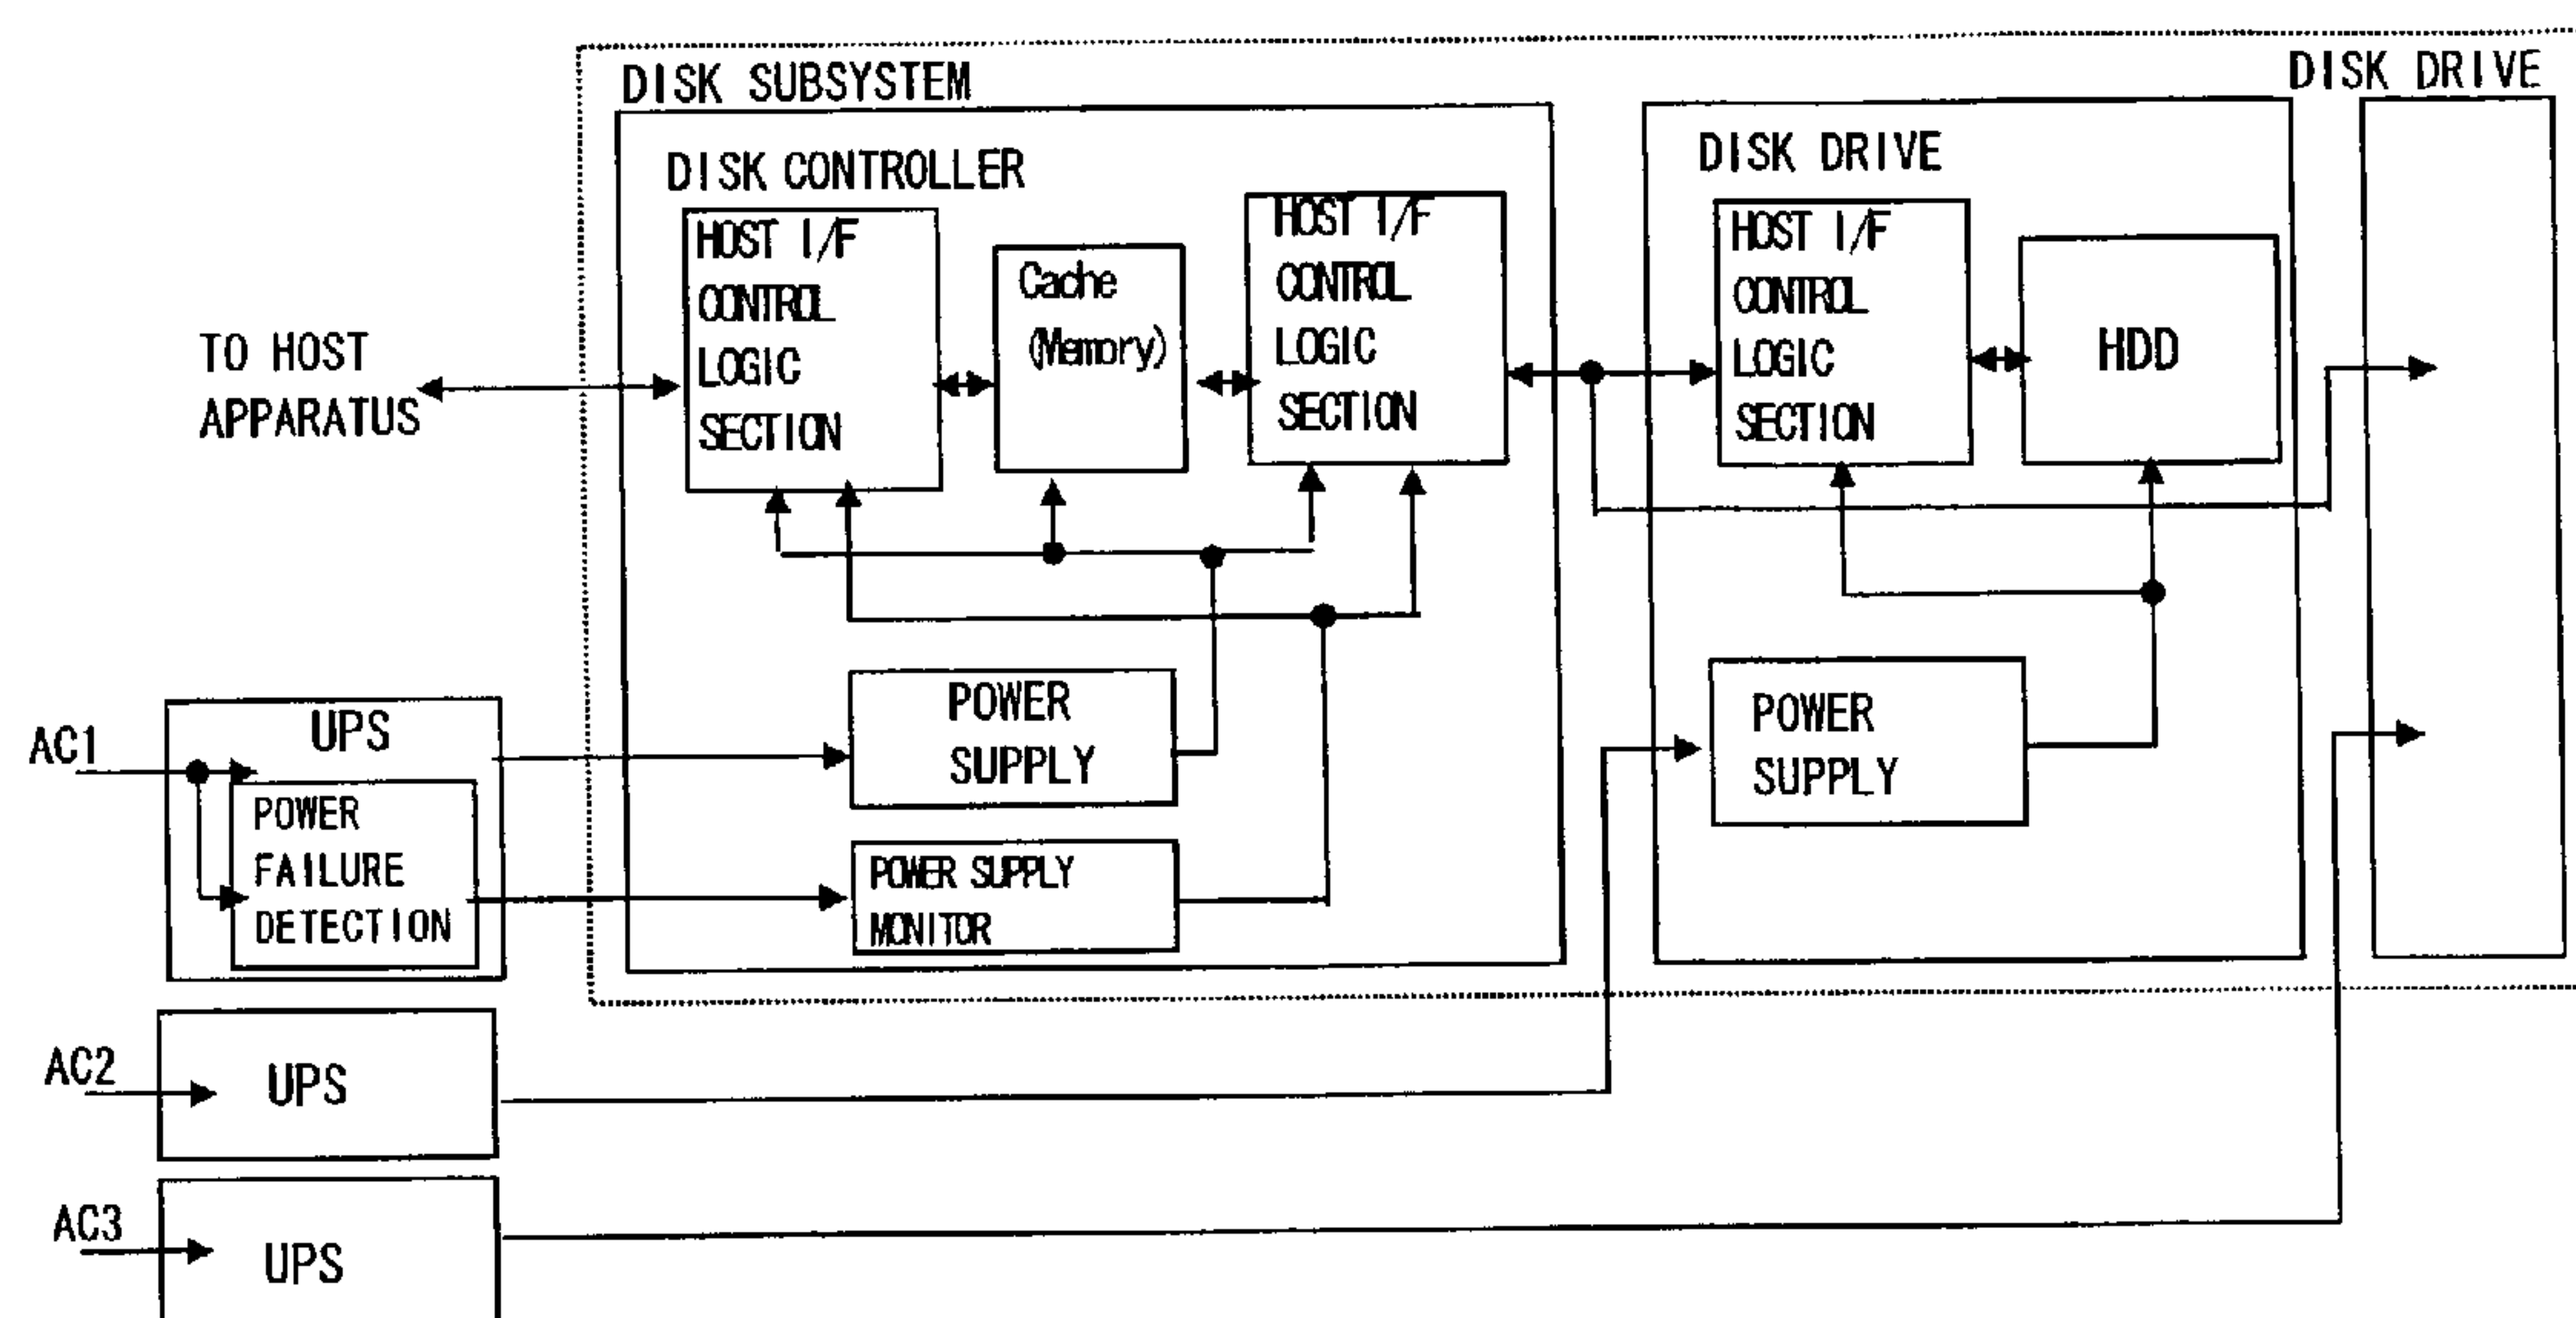 DISK SUBSYSTEM
DISK DRIVE
DISK CONTROLLER
DISK DRIVE
HOST I/F
CONTROL
LOGIC
SECTION
Cache
(Memory)
HOST I/F
CONTROL
LOGIC
SECTION
HOST I/F
CONTROL
LOGIC
SECTION
HDD
TO HOST
APPARATUS
AC1
UPS
POWER
FAILURE
DETECTION
POWER
SUPPLY
POWER SUPPLY
MONITOR
POWER
SUPPLY
AC2
UPS
AC3
UPS